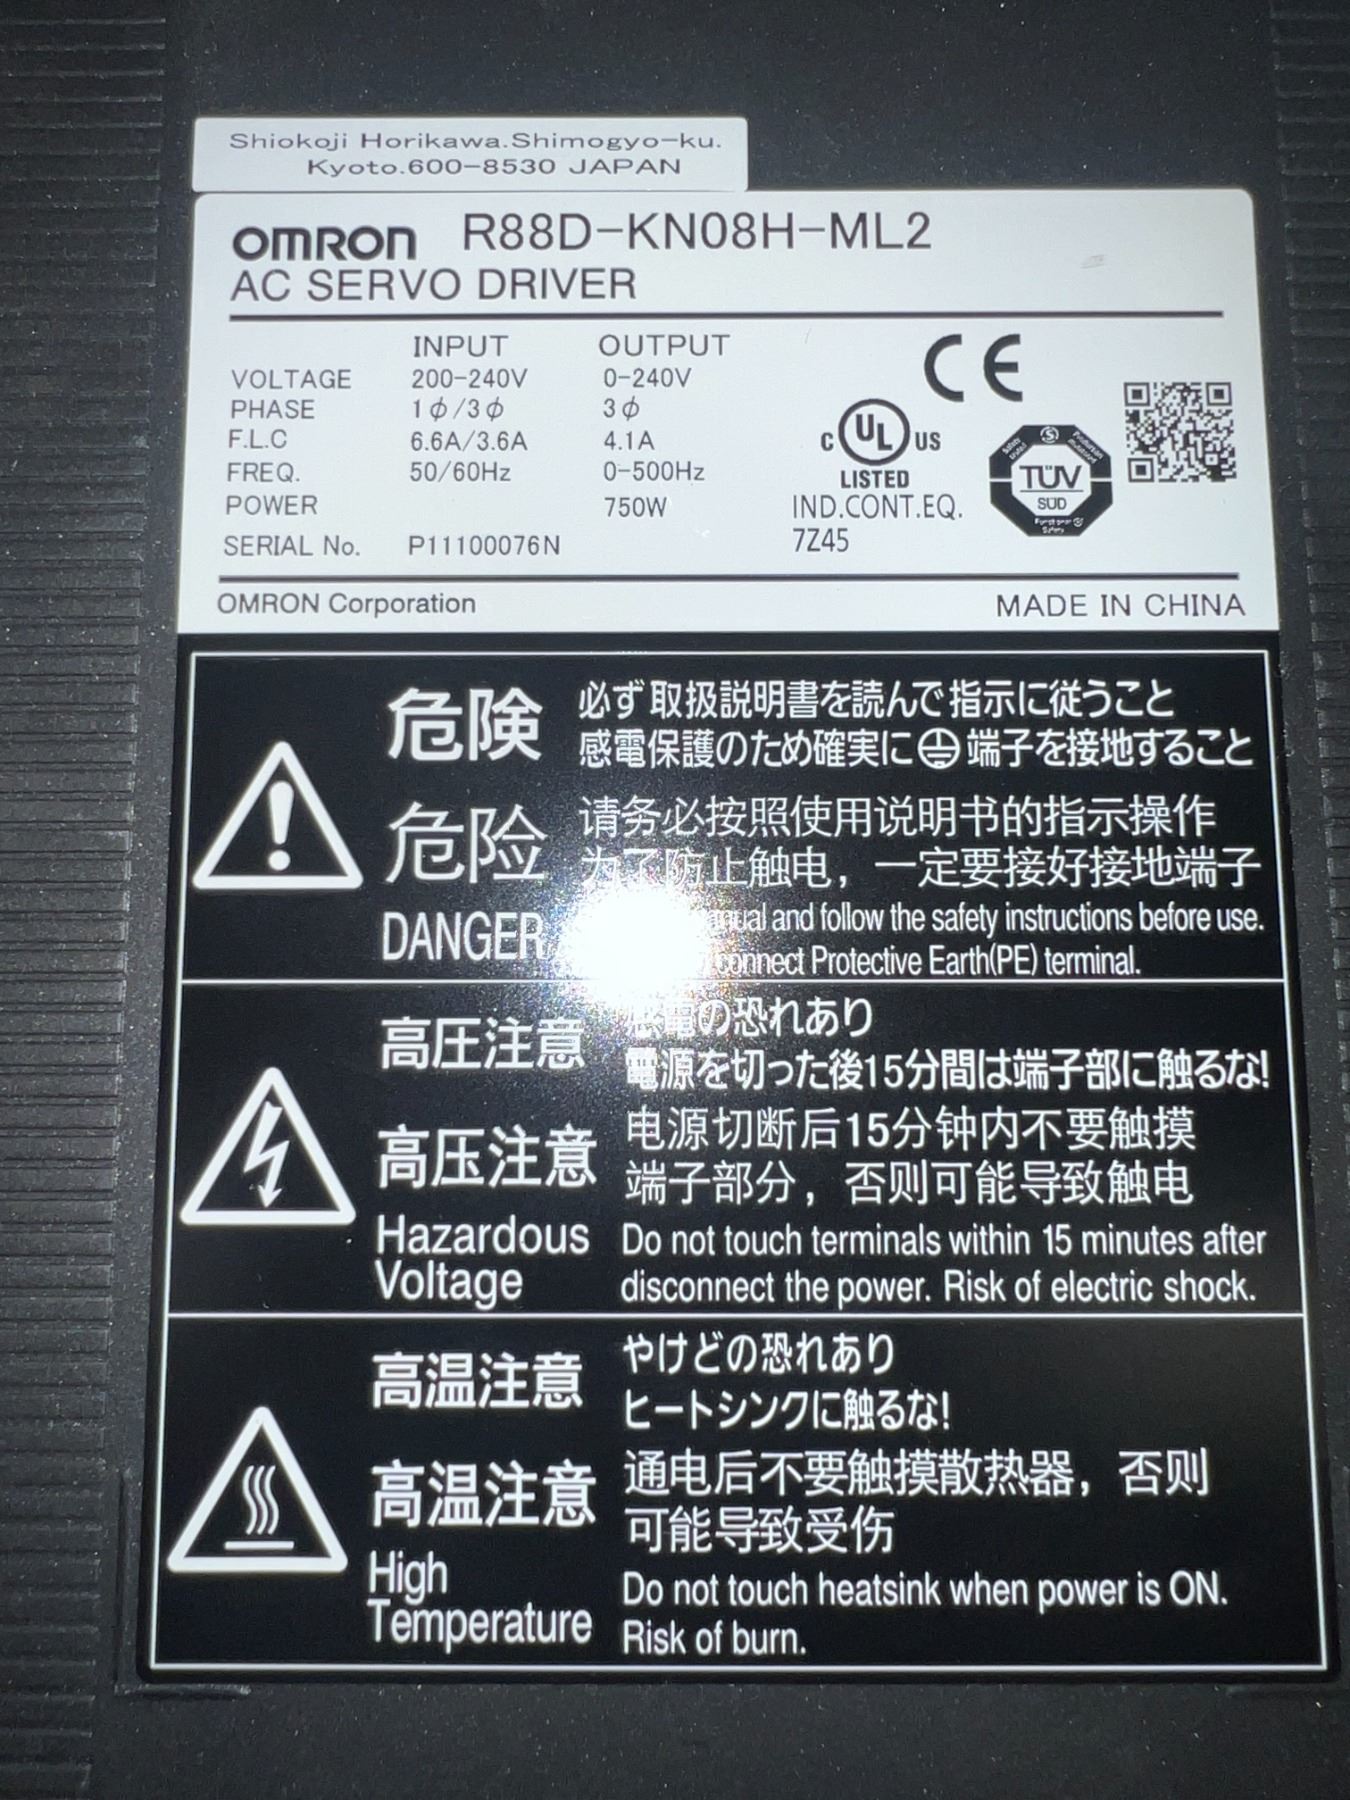 Shiokoji Horikawa.Shimogyo-ku.
Kyoto.600-8530 JAPAN
OMRON R88D-KN08H-ML2
AC SERVO DRIVER
INPUT OUTPUT
VOLTAGE 200-240V 0-240V
PHASE 1φ/3φ 3φ
F.L.C 6.6A/3.6A 4.1A
FREQ. 50/60Hz 0-500Hz
POWER 750W
SERIAL No. P11100076N
CE
C UL US
LISTED
IND.CONT.EQ.
7Z45
TÜV
SÜD
OMRON Corporation MADE IN CHINA
危険 必ず取扱説明書を読んで指示に従うこと
感電保護のため確実に端子を接地すること
危险 请务必按照使用说明书的指示操作
为了防止触电，一定要接好接地端子
DANGER and follow the safety instructions before use.
connect Protective Earth(PE) terminal.
高圧注意 の恐れあり
電源を切った後15分間は端子部に触るな!
高压注意 电源切断后15分钟内不要触摸
端子部分，否则可能导致触电
Hazardous Do not touch terminals within 15 minutes after
Voltage disconnect the power. Risk of electric shock.
高温注意 やけどの恐れあり
ヒートシンクに触るな!
高温注意 通电后不要触摸散热器，否则
可能导致受伤
High Do not touch heatsink when power is ON.
Temperature Risk of burn.